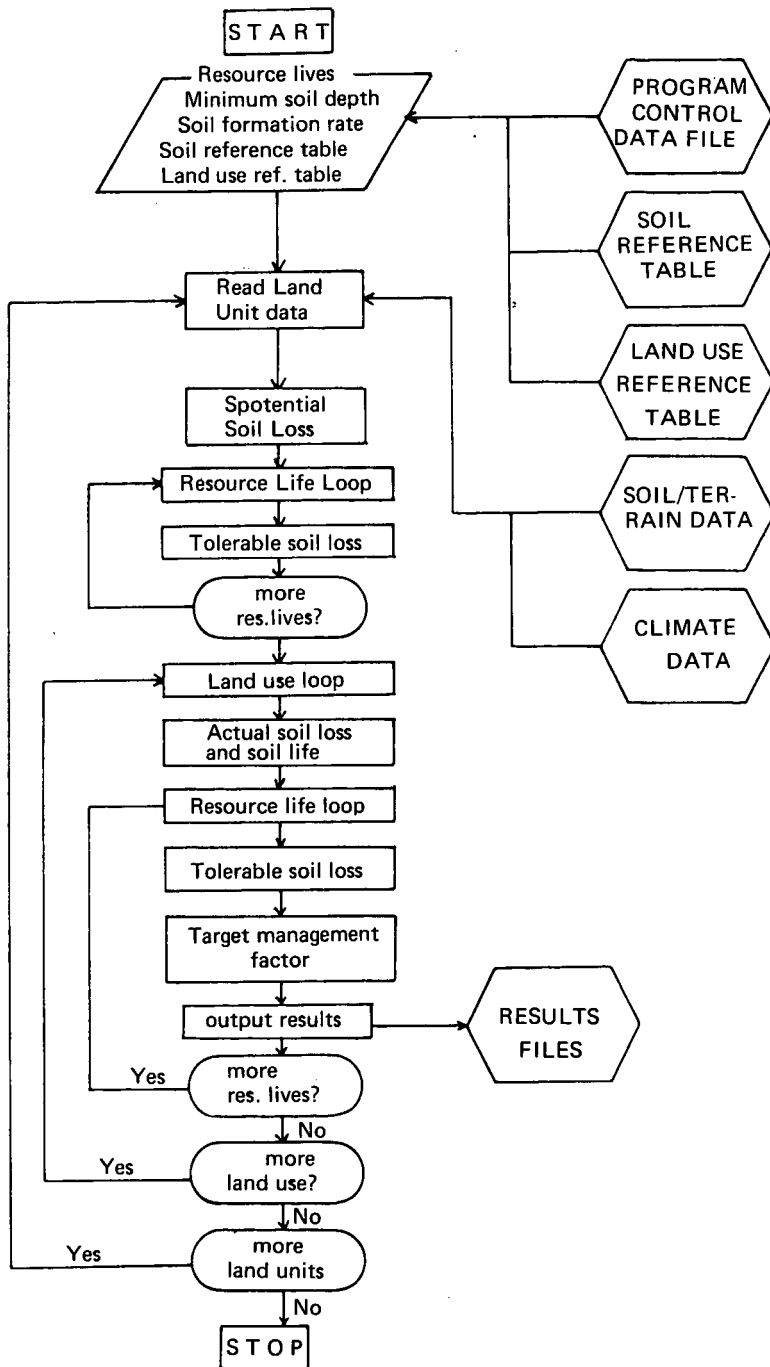 START
Resource lives
Minimum soil depth
Soil formation rate
Soil reference table
Land use ref. table
PROGRAM
CONTROL
DATA FILE
SOIL
REFERENCE
TABLE
LAND USE
REFERENCE
TABLE
Read Land
Unit data
Spotential
Soil Loss
Resource Life Loop
Tolerable soil loss
more
res.lives?
SOIL/TER-
RAIN DATA
CLIMATE
DATA
Land use loop
Actual soil loss
and soil life
Resource life loop
Tolerable soil loss
Target management
factor
output results
RESULTS
FILES
Yes
more
res. lives?
No
Yes
more
land use?
No
Yes
more
land units
No
STOP